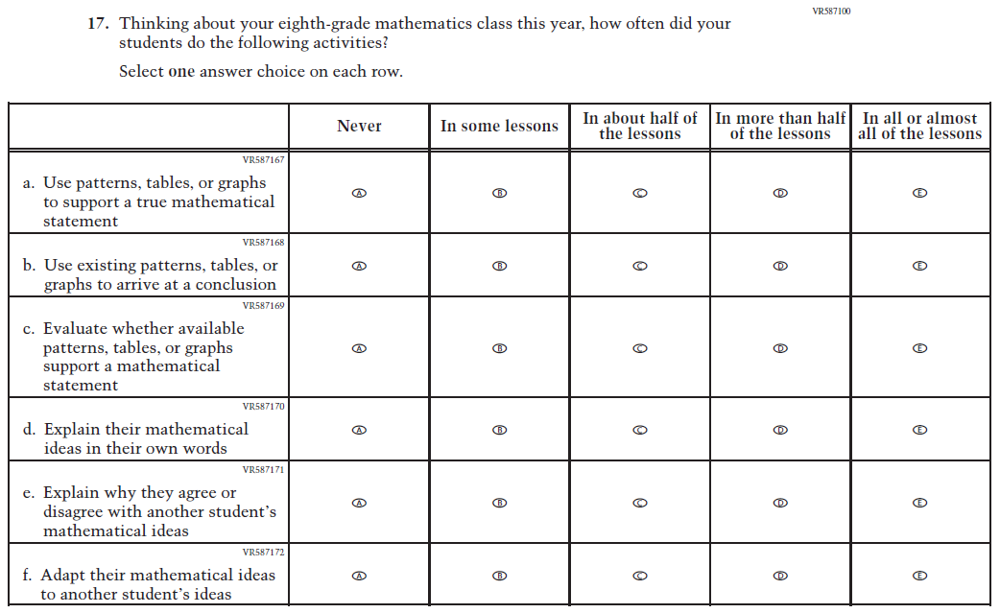 VR587100
17. Thinking about your eighth-grade mathematics class this year, how often did your
students do the following activities?
Select one answer choice on each row.
Never
In some lessons
In about half of
the lessons
In more than half
of the lessons
In all or almost
all of the lessons
VR587167
a. Use patterns, tables, or graphs
to support a true mathematical
statement
A B C D E
VR587168
b. Use existing patterns, tables, or
graphs to arrive at a conclusion
A B C D E
VR587169
c. Evaluate whether available
patterns, tables, or graphs
support a mathematical
statement
A B C D E
VR587170
d. Explain their mathematical
ideas in their own words
A B C D E
VR587171
e. Explain why they agree or
disagree with another student's
mathematical ideas
A B C D E
VR587172
f. Adapt their mathematical ideas
to another student's ideas
A B C D E